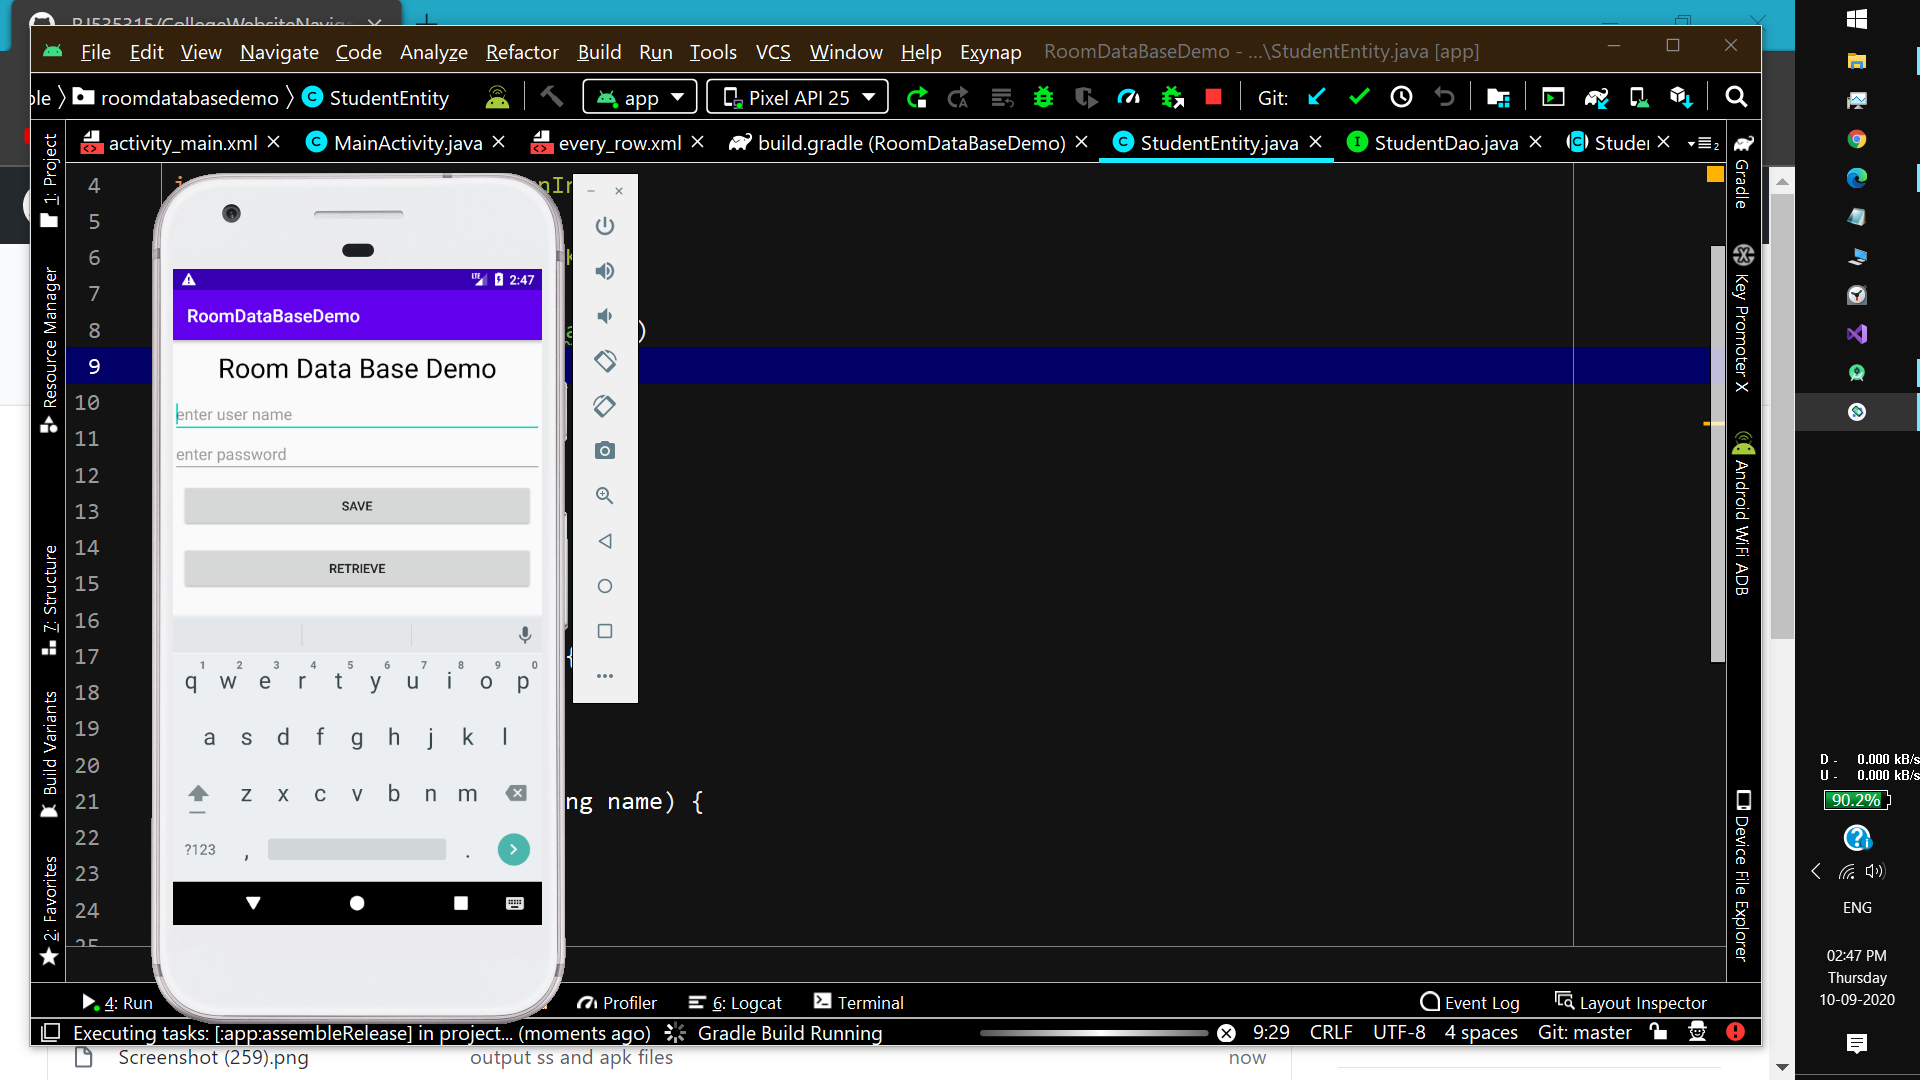 BJ535315/CollegeWebsiteNaviga
File Edit View Navigate Code Analyze Refactor Build Run Tools VCS Window Help Exynap RoomDataBaseDemo - ...\StudentEntity.java [app]
ple roomdatabasedemo StudentEntity app Pixel API 25 Git:
activity_main.xml MainActivity.java every_row.xml build.gradle (RoomDataBaseDemo) StudentEntity.java StudentDao.java Studen
1: Project
Resource Manager
7: Structure
Build Variants
2: Favorites
4
5
6
7
8
9
10
11
12
13
14
15
16
17
18
19
20
21
22
23
24
25
)
{
ng name) {
LTE 2:47
RoomDataBaseDemo
Room Data Base Demo
enter user name
enter password
SAVE
RETRIEVE
1 2 3 4 5 6 7 8 9 0
q w e r t y u i o p
a s d f g h j k l
z x c v b n m
?123 , .
Gradle
Key Promoter X
Android WiFi ADB
Device File Explorer
4: Run Profiler 6: Logcat Terminal Event Log Layout Inspector
Executing tasks: [:app:assembleRelease] in project... (moments ago) Gradle Build Running 9:29 CRLF UTF-8 4 spaces Git: master
Screenshot (259).png output ss and apk files now
D - 0.000 kB/s
U - 0.000 kB/s
90.2%
ENG
02:47 PM
Thursday
10-09-2020